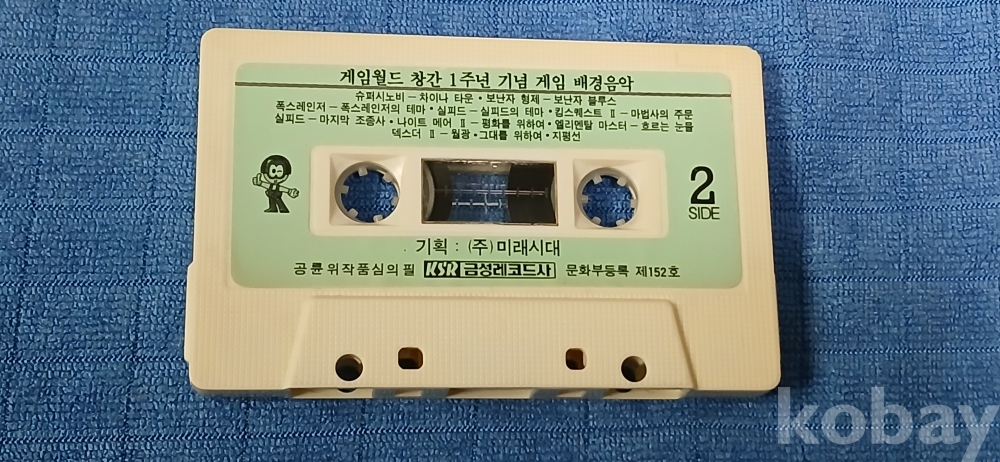 게임월드 창간 1주년 기념 게임 배경음악
슈퍼시노비 – 차이나 타운 • 보난자 형제 – 보난자 블루스
폭스레인저 – 폭스레인저의 테마 • 실피드 – 실피드의 테마 • 킹스퀘스트 Ⅱ – 마법사의 주문
실피드 – 마지막 조종사 • 나이트 메어 Ⅱ – 평화를 위하여 • 엘리멘탈 마스터 – 흐르는 눈물
덱스더 Ⅱ – 월광 • 그대를 위하여 • 지평선
2
SIDE
기획 : (주) 미래시대
공륜위작품심의필 KSR 금성레코드사 문화부등록 제152호
kobay